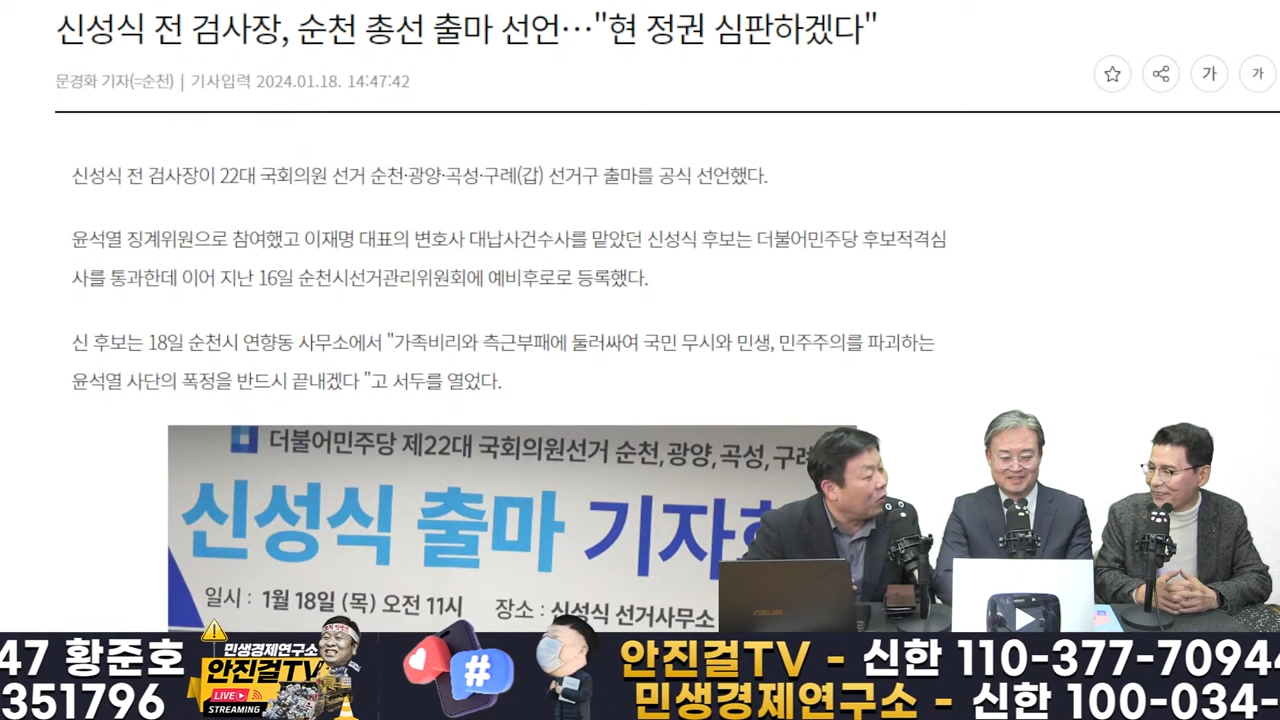 신성식 전 검사장, 순천 총선 출마 선언…"현 정권 심판하겠다"
문경화 기자(=순천) | 기사입력 2024.01.18. 14:47:42
가
가
신성식 전 검사장이 22대 국회의원 선거 순천·광양·곡성·구례(갑) 선거구 출마를 공식 선언했다.
윤석열 징계위원으로 참여했고 이재명 대표의 변호사 대납사건수사를 맡았던 신성식 후보는 더불어민주당 후보적격심
사를 통과한데 이어 지난 16일 순천시선거관리위원회에 예비후로로 등록했다.
신 후보는 18일 순천시 연향동 사무소에서 "가족비리와 측근부패에 둘러싸여 국민 무시와 민생, 민주주의를 파괴하는
윤석열 사단의 폭정을 반드시 끝내겠다 "고 서두를 열었다.
더불어민주당 제22대 국회의원선거 순천,광양,곡성,구례
신성식 출마 기자
일시 : 1월 18일 (목) 오전 11시 장소 : 신성식 선거사무소
47 황준호
351796
민생경제연구소
안진걸TV
LIVE
STREAMING
#
안진걸TV - 신한 110-377-70944
민생경제연구소 - 신한 100-034-